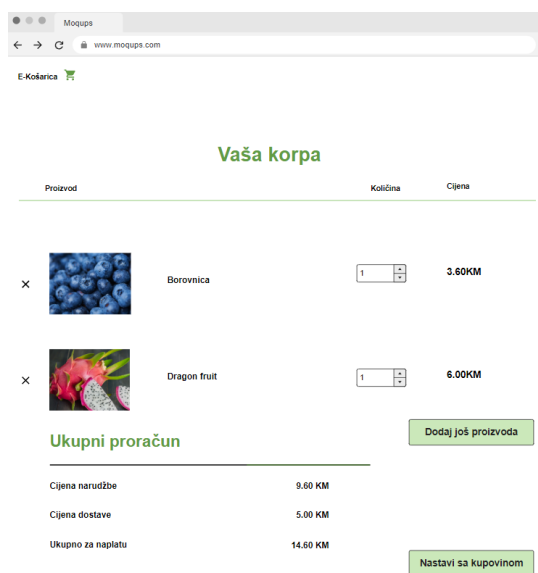 Moqups
www.moqups.com
E-Košarica
Vaša korpa
Proizvod Količina Cijena
Borovnica 1 3.60KM
Dragon fruit 1 6.00KM
Dodaj još proizvoda
Ukupni proračun
Cijena narudžbe 9.60 KM
Cijena dostave 5.00 KM
Ukupno za naplatu 14.60 KM
Nastavi sa kupovinom